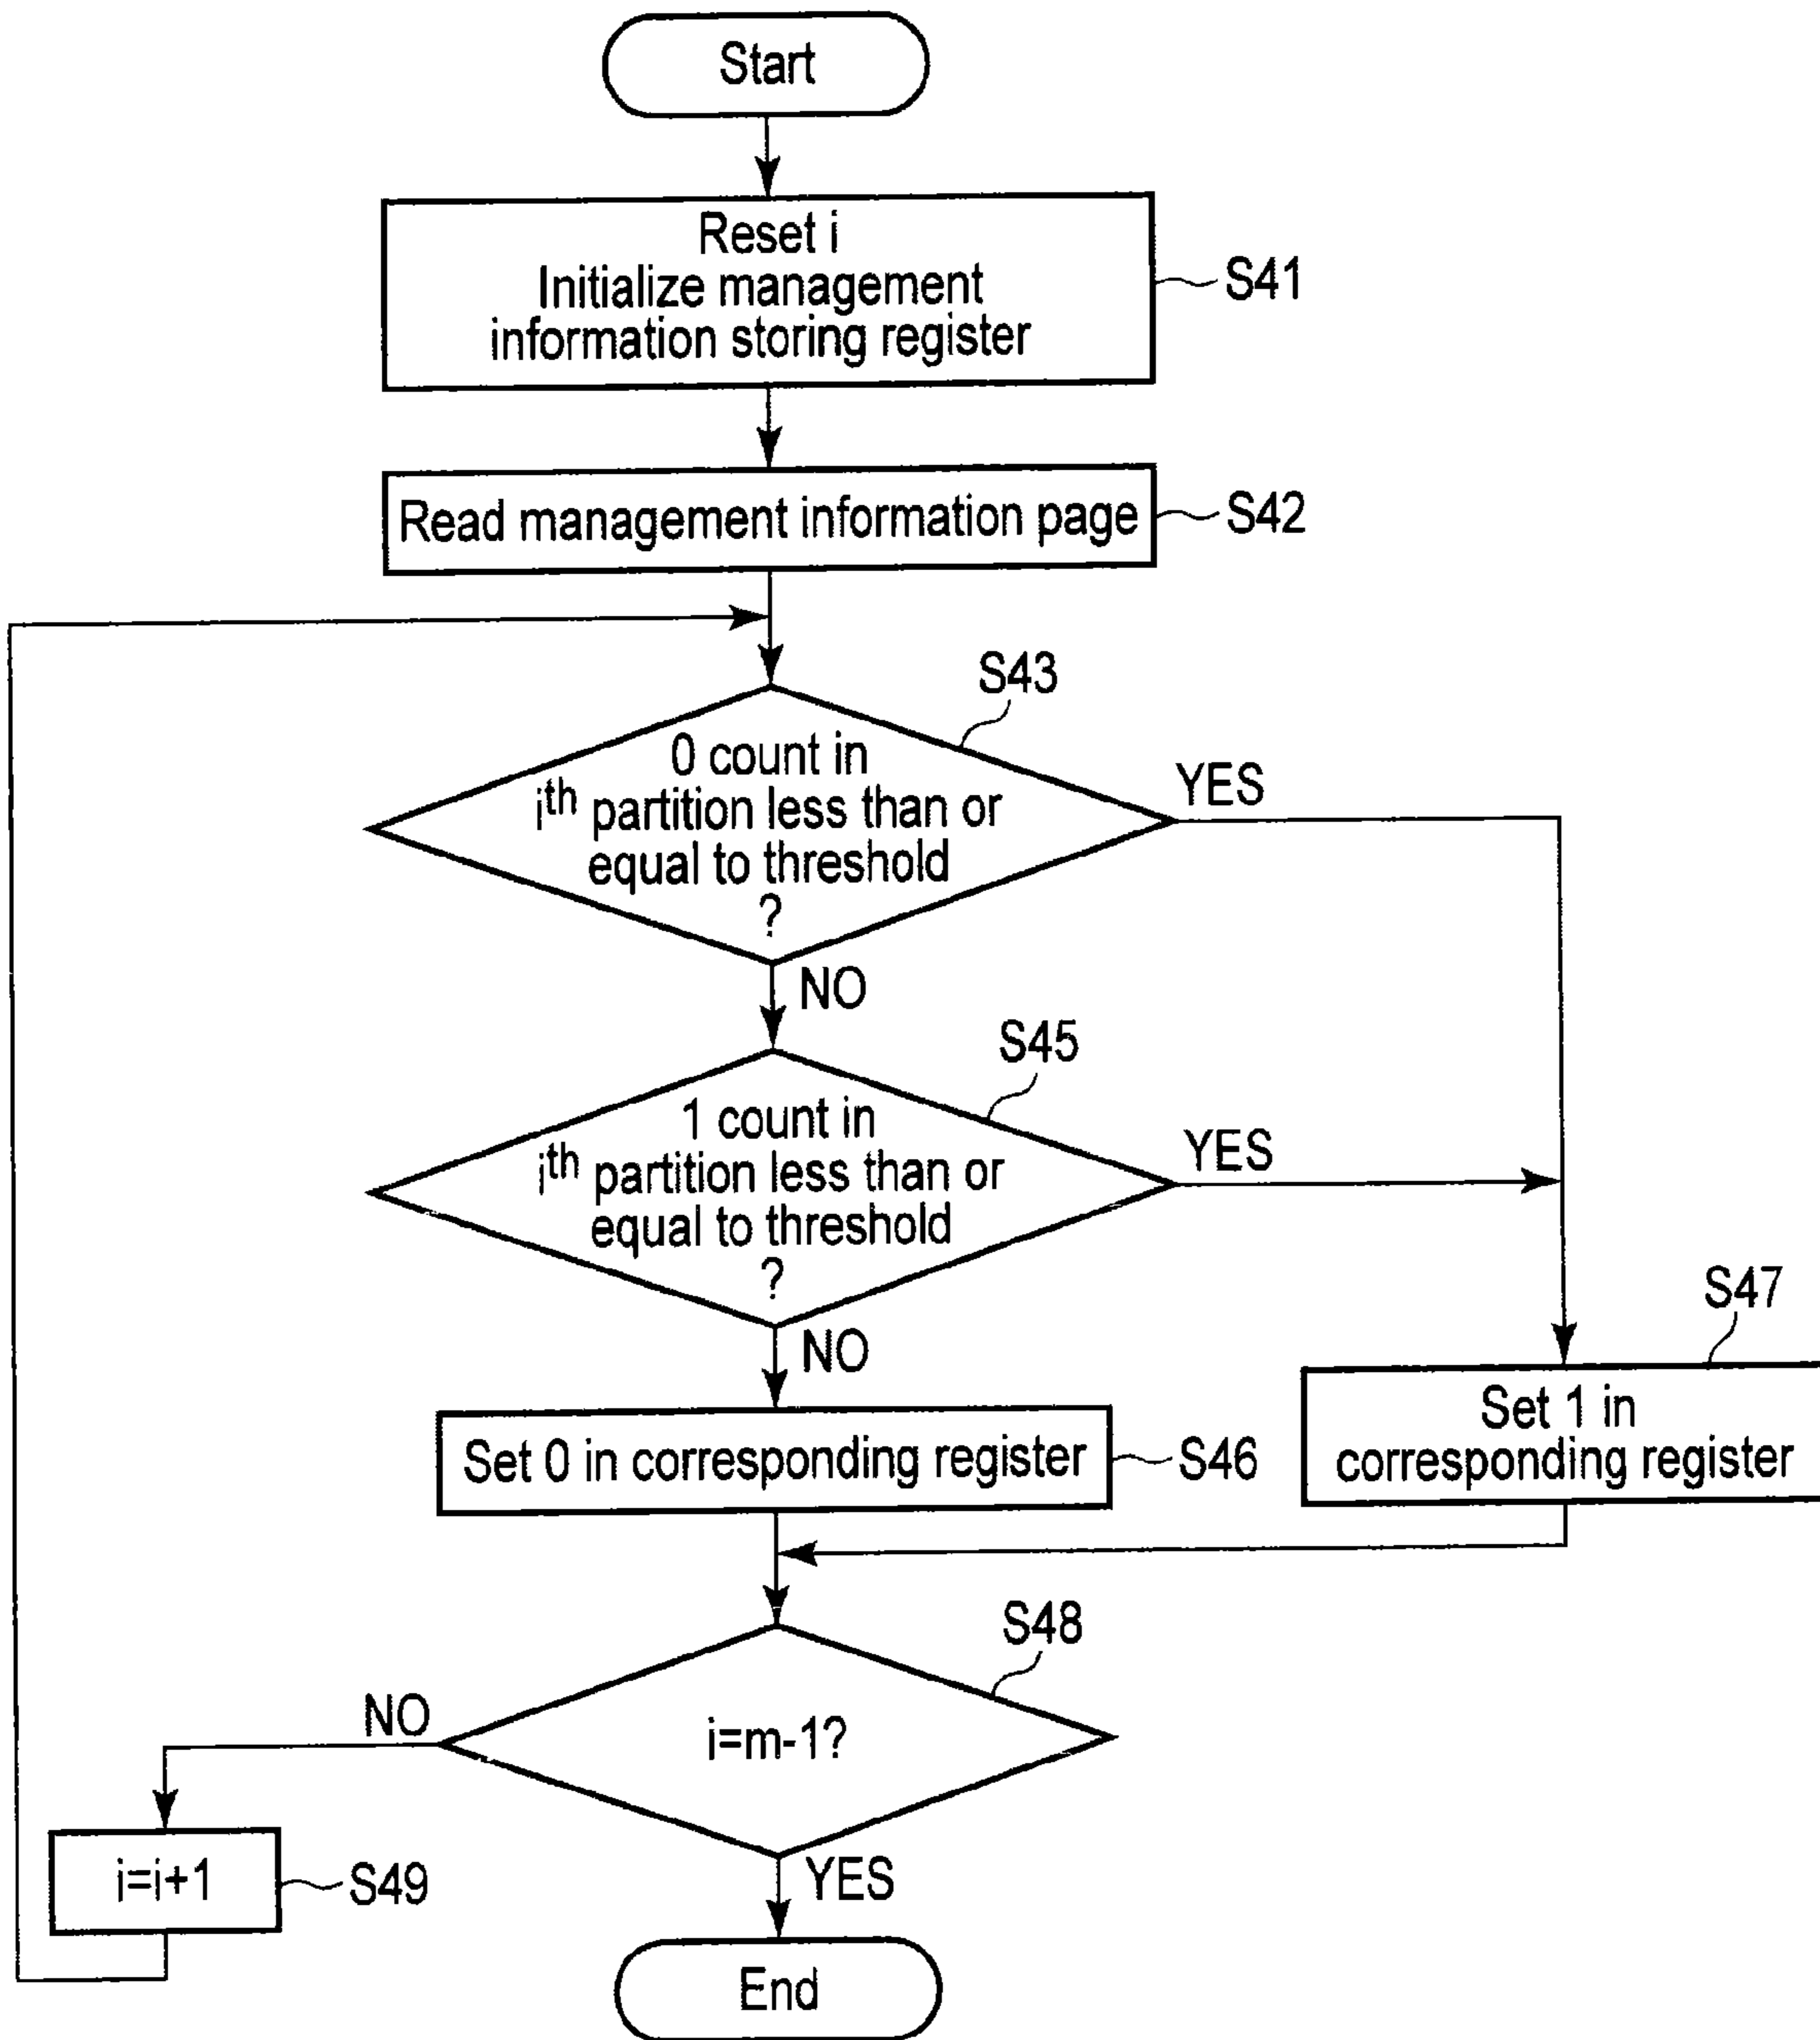 Start
Reset i
Initialize management
information storing register
S41
Read management information page
S42
S43
0 count in
ith partition less than or
equal to threshold
?
YES
NO
S45
1 count in
ith partition less than or
equal to threshold
?
YES
NO
S47
Set 1 in
corresponding register
Set 0 in corresponding register
S46
S48
i=m-1?
NO
YES
i=i+1
S49
End